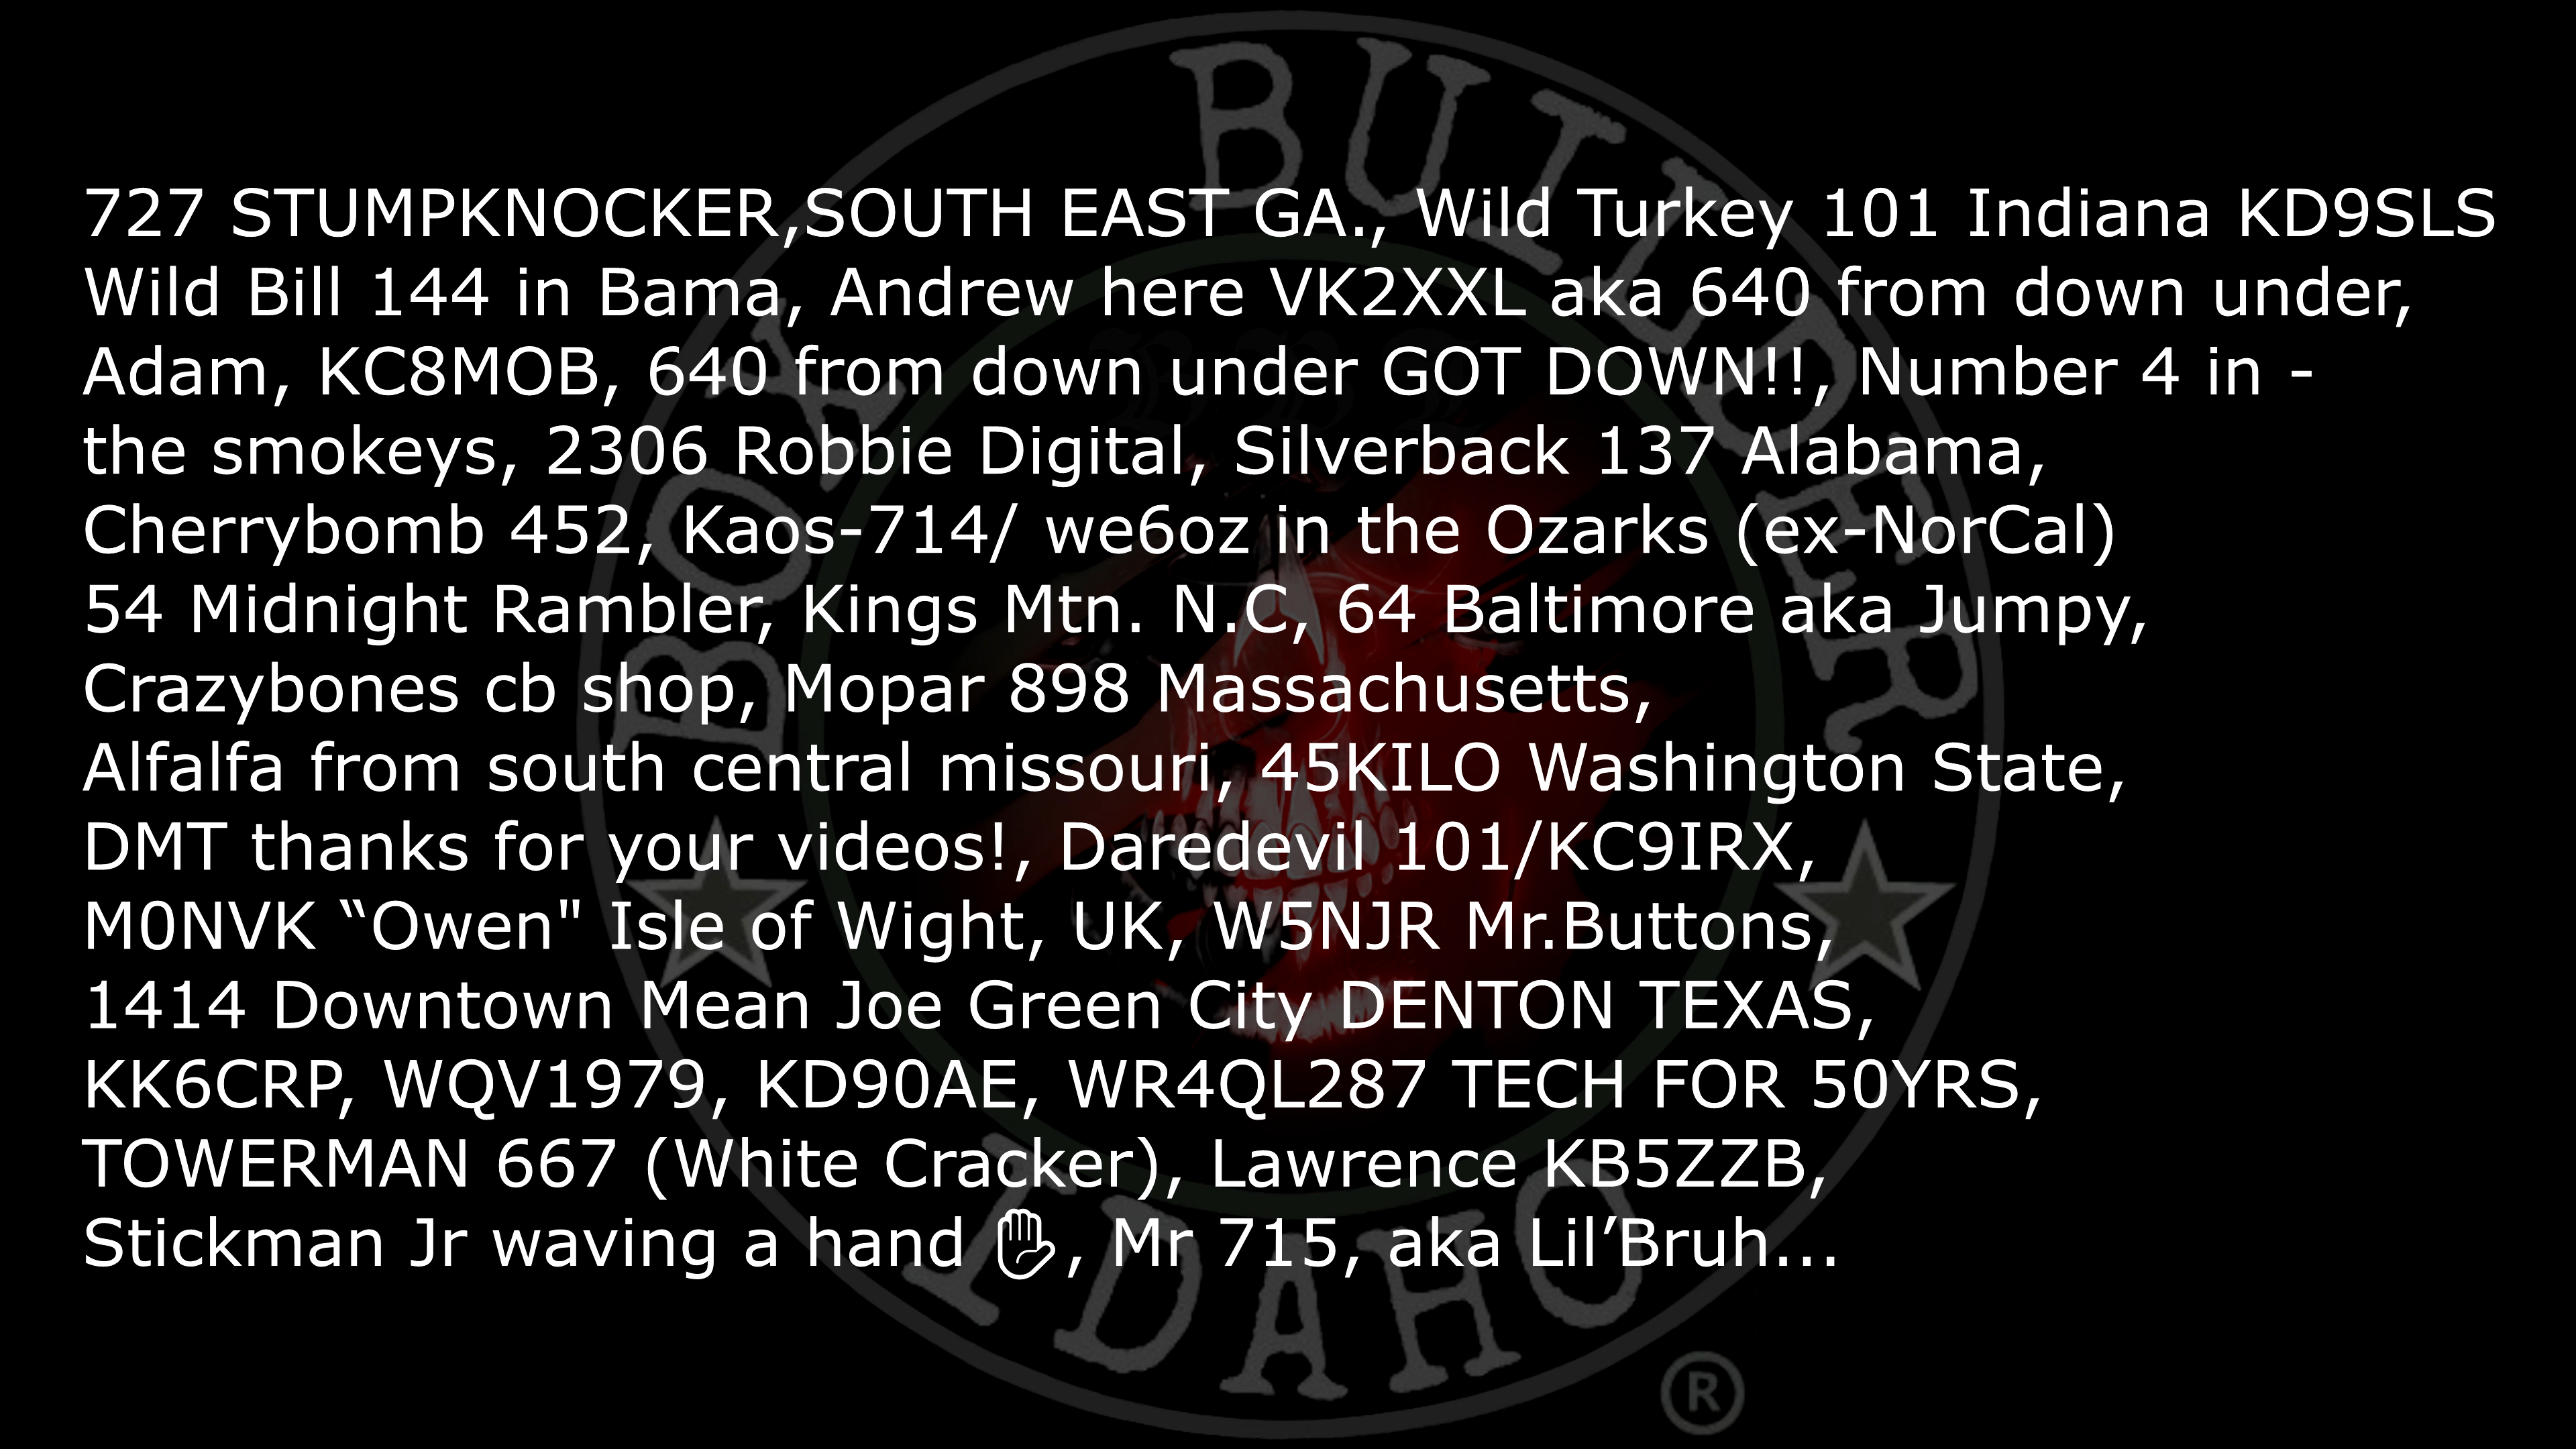 727 STUMPKNOCKER,SOUTH EAST GA., Wild Turkey 101 Indiana KD9SLS
Wild Bill 144 in Bama, Andrew here VK2XXL aka 640 from down under,
Adam, KC8MOB, 640 from down under GOT DOWN!!, Number 4 in -
the smokeys, 2306 Robbie Digital, Silverback 137 Alabama,
Cherrybomb 452, Kaos-714/ we6oz in the Ozarks (ex-NorCal)
54 Midnight Rambler, Kings Mtn. N.C, 64 Baltimore aka Jumpy,
Crazybones cb shop, Mopar 898 Massachusetts,
Alfalfa from south central missouri, 45KILO Washington State,
DMT thanks for your videos!, Daredevil 101/KC9IRX,
M0NVK “Owen" Isle of Wight, UK, W5NJR Mr.Buttons,
1414 Downtown Mean Joe Green City DENTON TEXAS,
KK6CRP, WQV1979, KD90AE, WR4QL287 TECH FOR 50YRS,
TOWERMAN 667 (White Cracker), Lawrence KB5ZZB,
Stickman Jr waving a hand ✋, Mr 715, aka Lil’Bruh...
BOX BUILDER
IDAHO
®